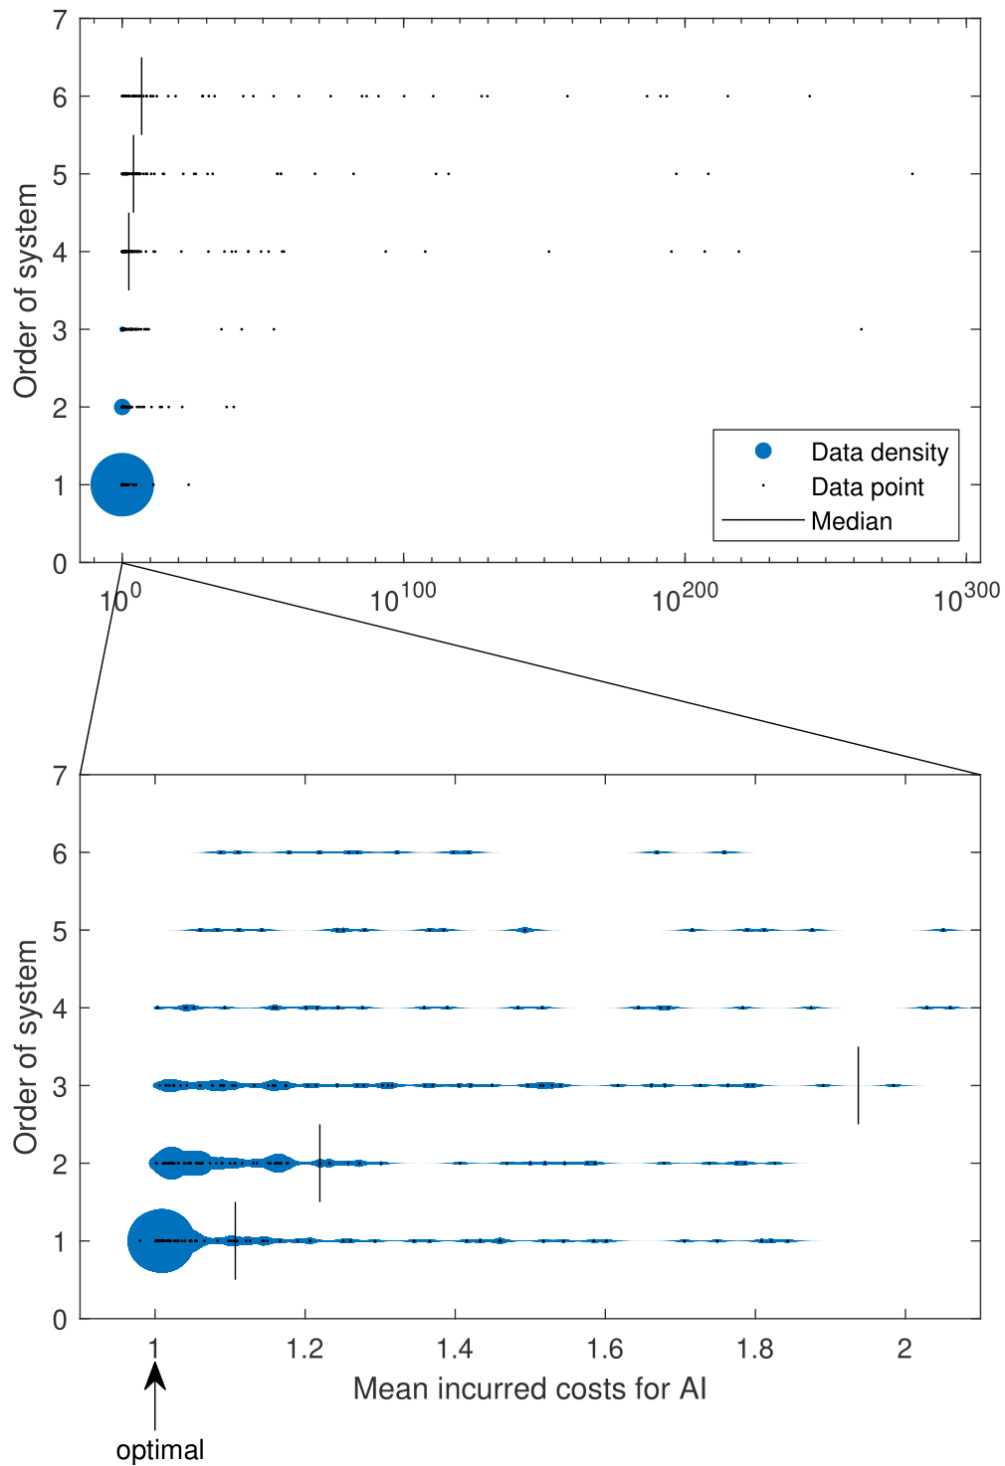 7
6
5
4
3
2
1
0
Order of system
Data density
Data point
Median
10^0 10^100 10^200 10^300
7
6
5
4
3
2
1
0
Order of system
1 1.2 1.4 1.6 1.8 2
Mean incurred costs for AI
optimal